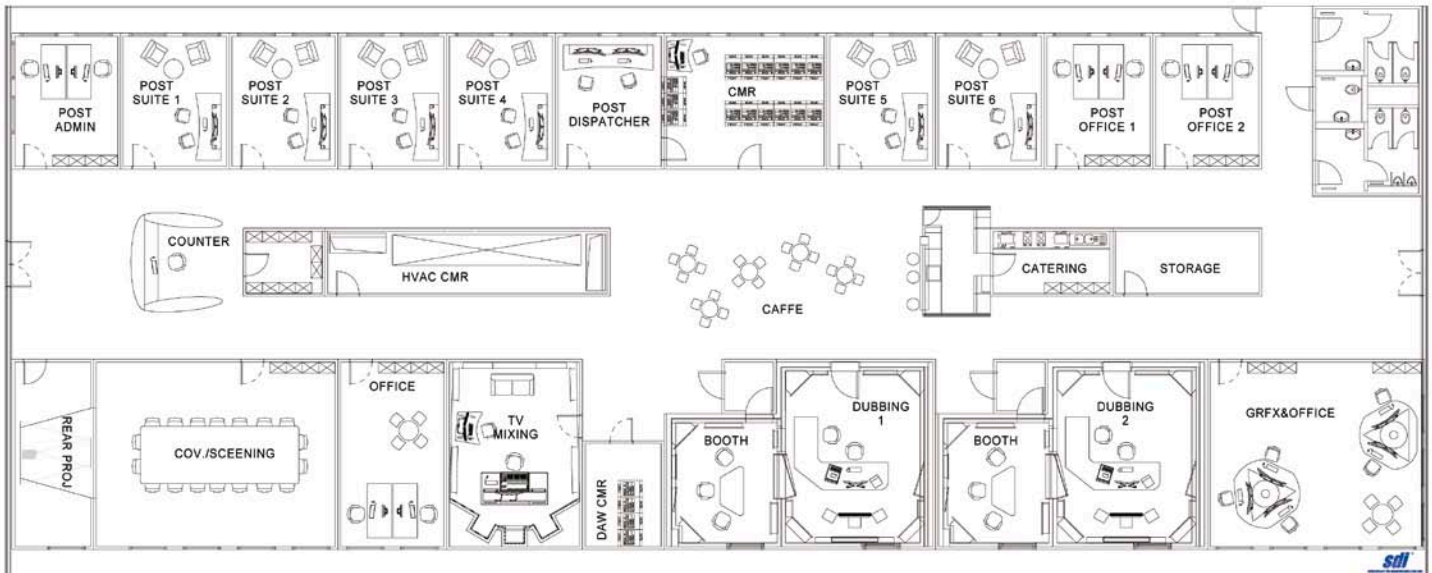 POST
ADMIN
POST
SUITE 1
POST
SUITE 2
POST
SUITE 3
POST
SUITE 4
POST
DISPATCHER
CMR
POST
SUITE 5
POST
SUITE 6
POST
OFFICE 1
POST
OFFICE 2
COUNTER
HVAC CMR
CAFFE
CATERING
STORAGE
REAR PROJ
COV./SCEENING
OFFICE
TV
MIXING
DAW CMR
BOOTH
DUBBING
1
BOOTH
DUBBING
2
GRFX&OFFICE
sdi